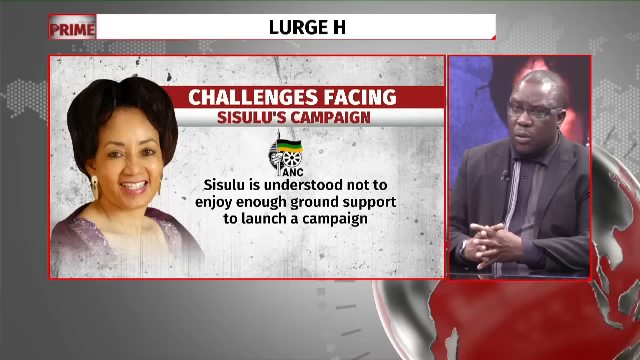 PRIME
LURGE H
CHALLENGES FACING
SISULU'S CAMPAIGN
ANC
Sisulu is understood not to
enjoy enough ground support
to launch a campaign